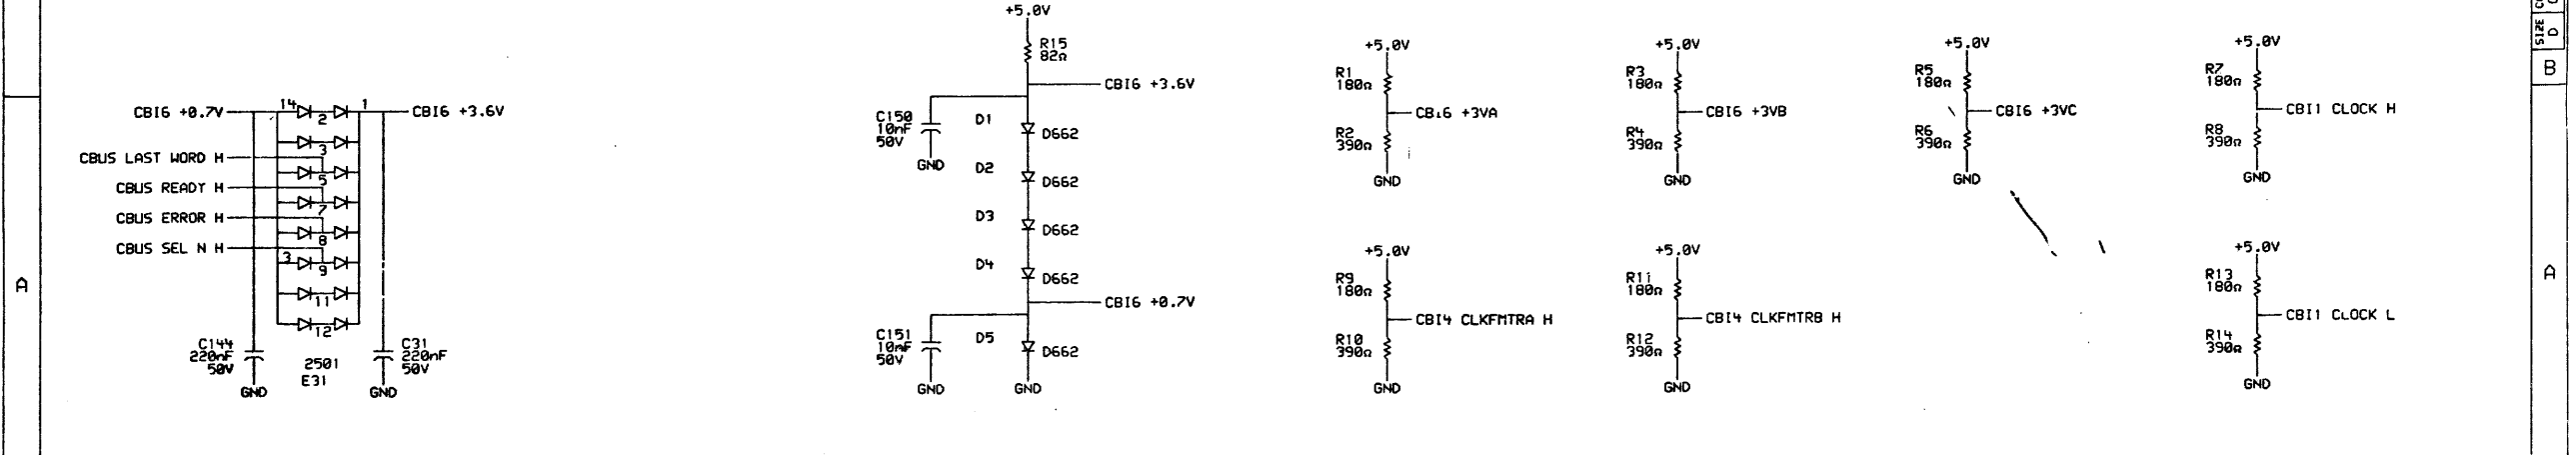 A
CBI6 +0.7V
14
1
CBI6 +3.6V
2
3
CBUS LAST WORD H
5
CBUS READY H
7
CBUS ERROR H
8
CBUS SEL N H
3
9
11
12
C144
220nF
50V
GND
2501
E31
C31
220nF
50V
GND
+5.0V
R15
82Ω
CBI6 +3.6V
C150
10nF
50V
GND
D1
D662
D2
D662
D3
D662
D4
D662
CBI6 +0.7V
C151
10nF
50V
GND
D5
D662
GND
+5.0V
R1
180Ω
CBI6 +3VA
R2
390Ω
GND
+5.0V
R3
180Ω
CBI6 +3VB
R4
390Ω
GND
+5.0V
R5
180Ω
CBI6 +3VC
R6
390Ω
GND
+5.0V
R7
180Ω
CBI1 CLOCK H
R8
390Ω
GND
+5.0V
R9
180Ω
CBI4 CLKFMTRA H
R10
390Ω
GND
+5.0V
R11
180Ω
CBI4 CLKFMTRB H
R12
390Ω
GND
+5.0V
R13
180Ω
CBI1 CLOCK L
R14
390Ω
GND
SIZE
D
B
A